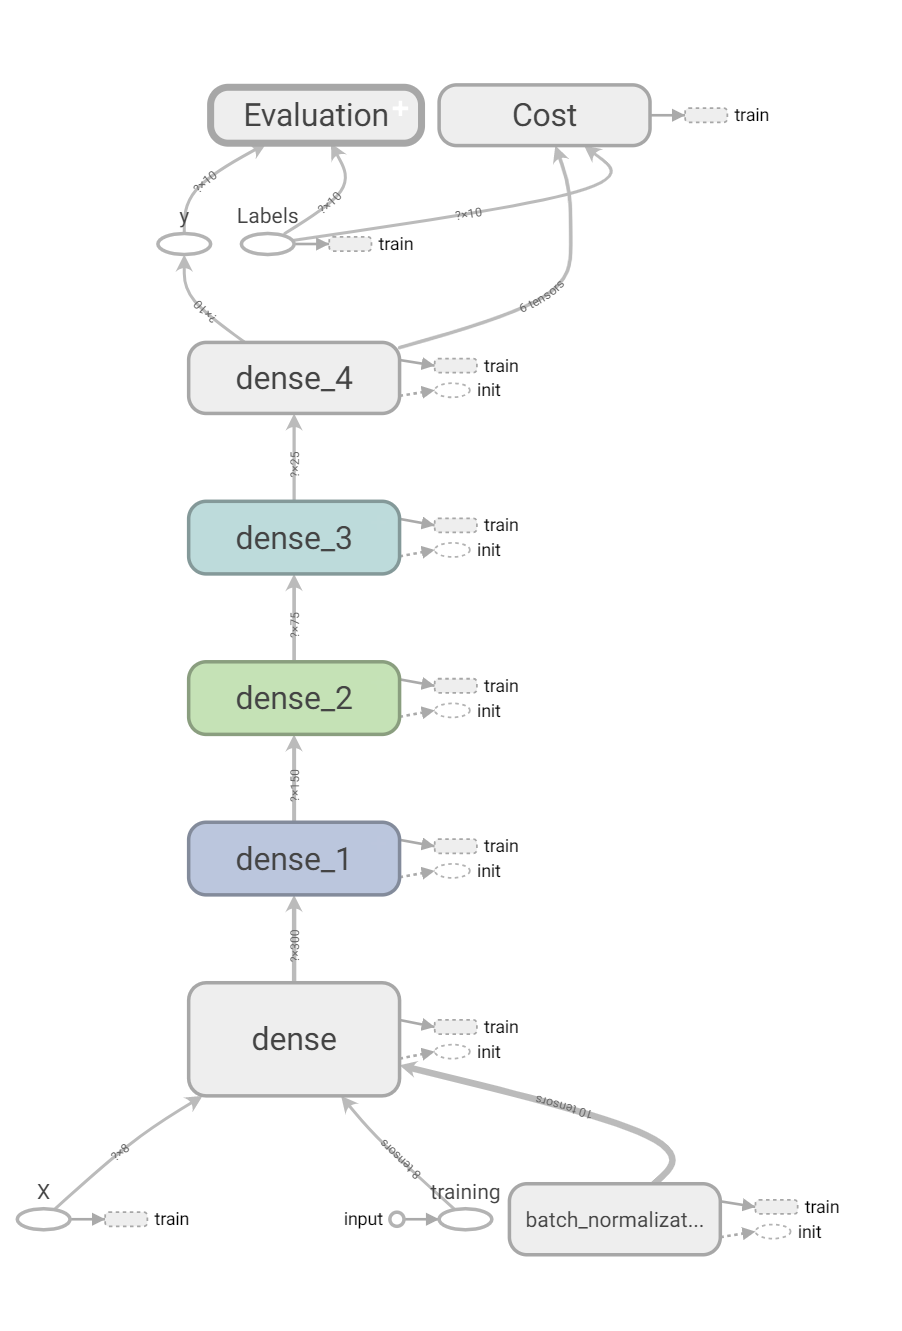 Evaluation
Cost
train
?×10
?×10
y
Labels
?×10
train
?×10
6 tensors
dense_4
train
init
?×25
dense_3
train
init
?×75
dense_2
train
init
?×150
dense_1
train
init
?×300
dense
train
init
10 tensors
?×8
8 tensors
X
training
train
input
batch_normalizat...
train
init